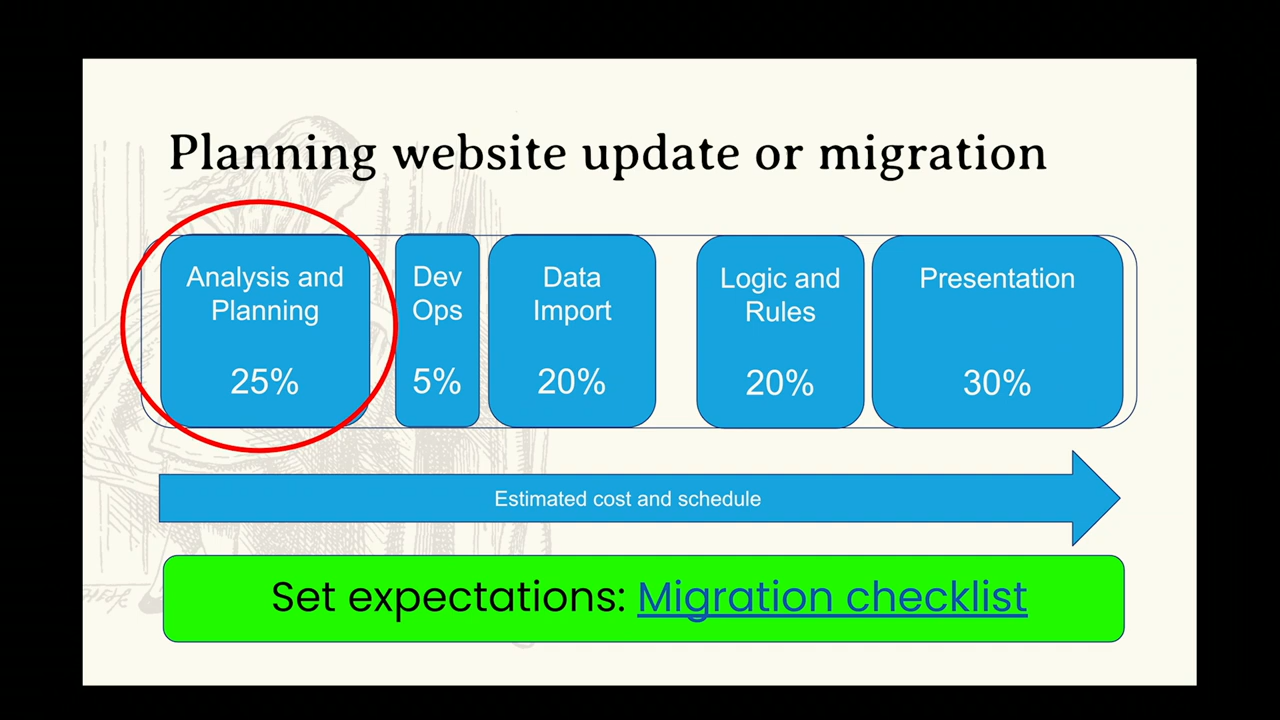 Planning website update or migration
Analysis and
Planning
25%
Dev
Ops
5%
Data
Import
20%
Logic and
Rules
20%
Presentation
30%
Estimated cost and schedule
Set expectations: Migration checklist